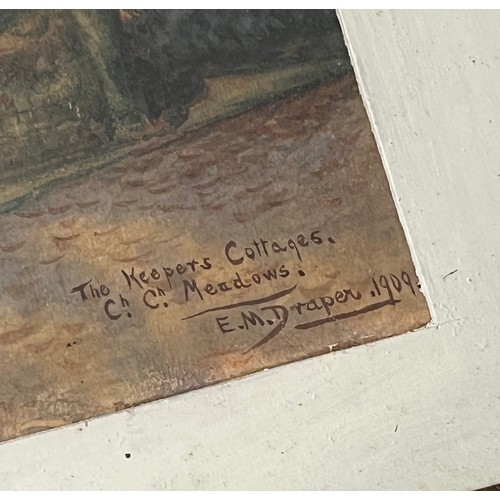 The Keepers Cottages.
Ch. Ch. Meadows.
E.M.Draper.1909.